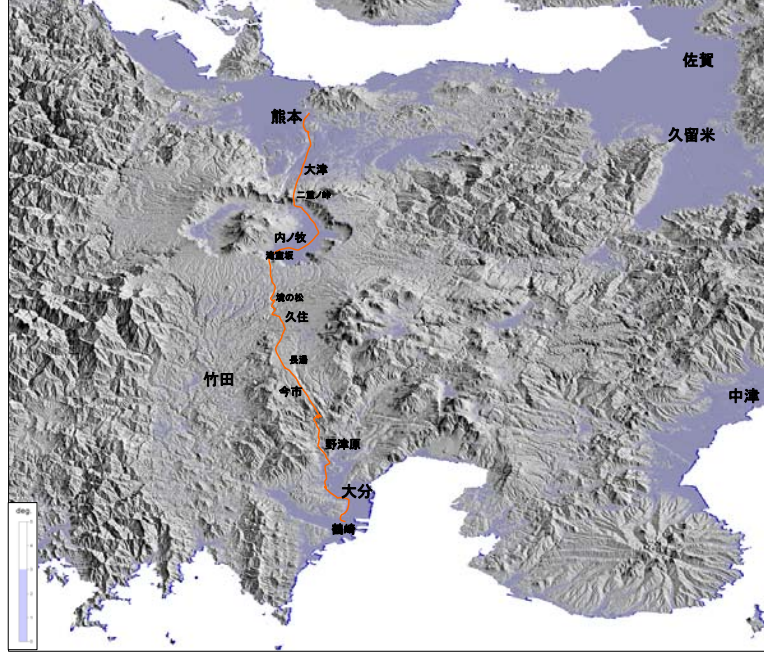 佐賀
熊本
久留米
大津
二重ノ峠
内ノ牧
滝室坂
境の松
久住
長湯
竹田
今市
中津
野津原
大分
deg.
鶴崎